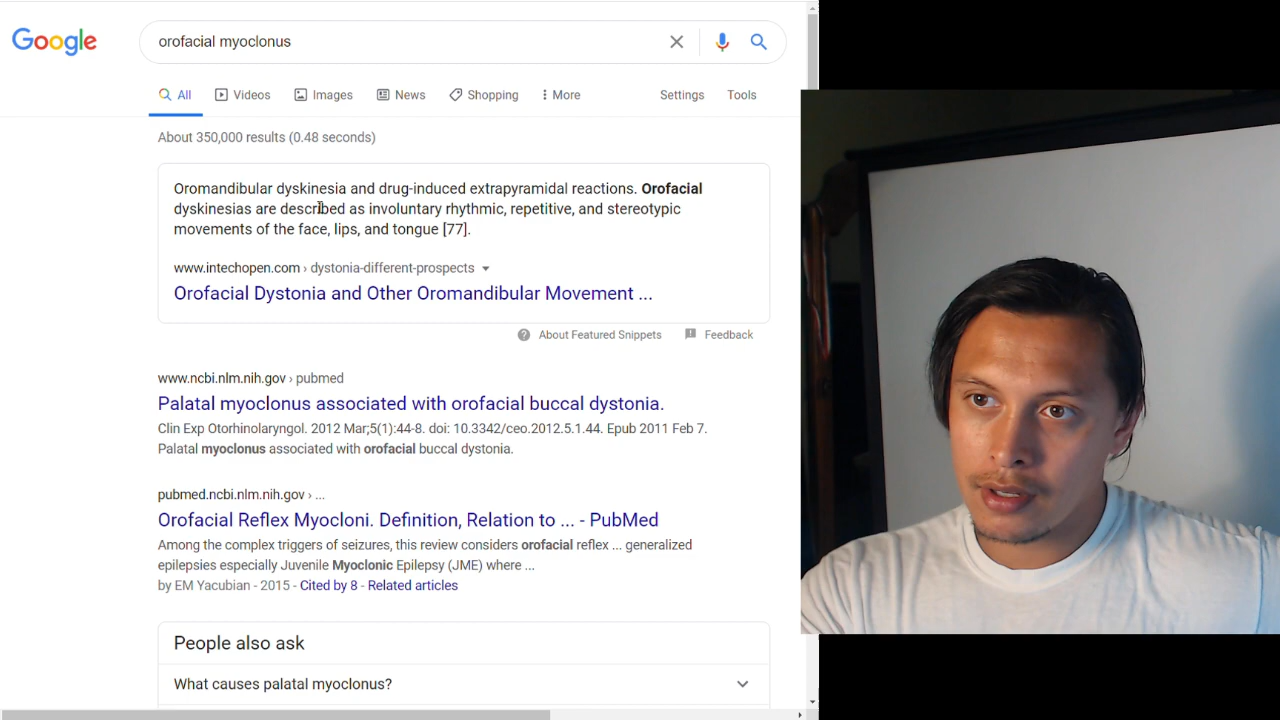 Google
orofacial myoclonus
All Videos Images News Shopping More Settings Tools
About 350,000 results (0.48 seconds)
Oromandibular dyskinesia and drug-induced extrapyramidal reactions. Orofacial
dyskinesias are described as involuntary rhythmic, repetitive, and stereotypic
movements of the face, lips, and tongue [77].
www.intechopen.com › dystonia-different-prospects
Orofacial Dystonia and Other Oromandibular Movement ...
About Featured Snippets Feedback
www.ncbi.nlm.nih.gov › pubmed
Palatal myoclonus associated with orofacial buccal dystonia.
Clin Exp Otorhinolaryngol. 2012 Mar;5(1):44-8. doi: 10.3342/ceo.2012.5.1.44. Epub 2011 Feb 7.
Palatal myoclonus associated with orofacial buccal dystonia.
pubmed.ncbi.nlm.nih.gov › ...
Orofacial Reflex Myocloni. Definition, Relation to ... - PubMed
Among the complex triggers of seizures, this review considers orofacial reflex ... generalized
epilepsies especially Juvenile Myoclonic Epilepsy (JME) where ...
by EM Yacubian - 2015 - Cited by 8 - Related articles
People also ask
What causes palatal myoclonus?